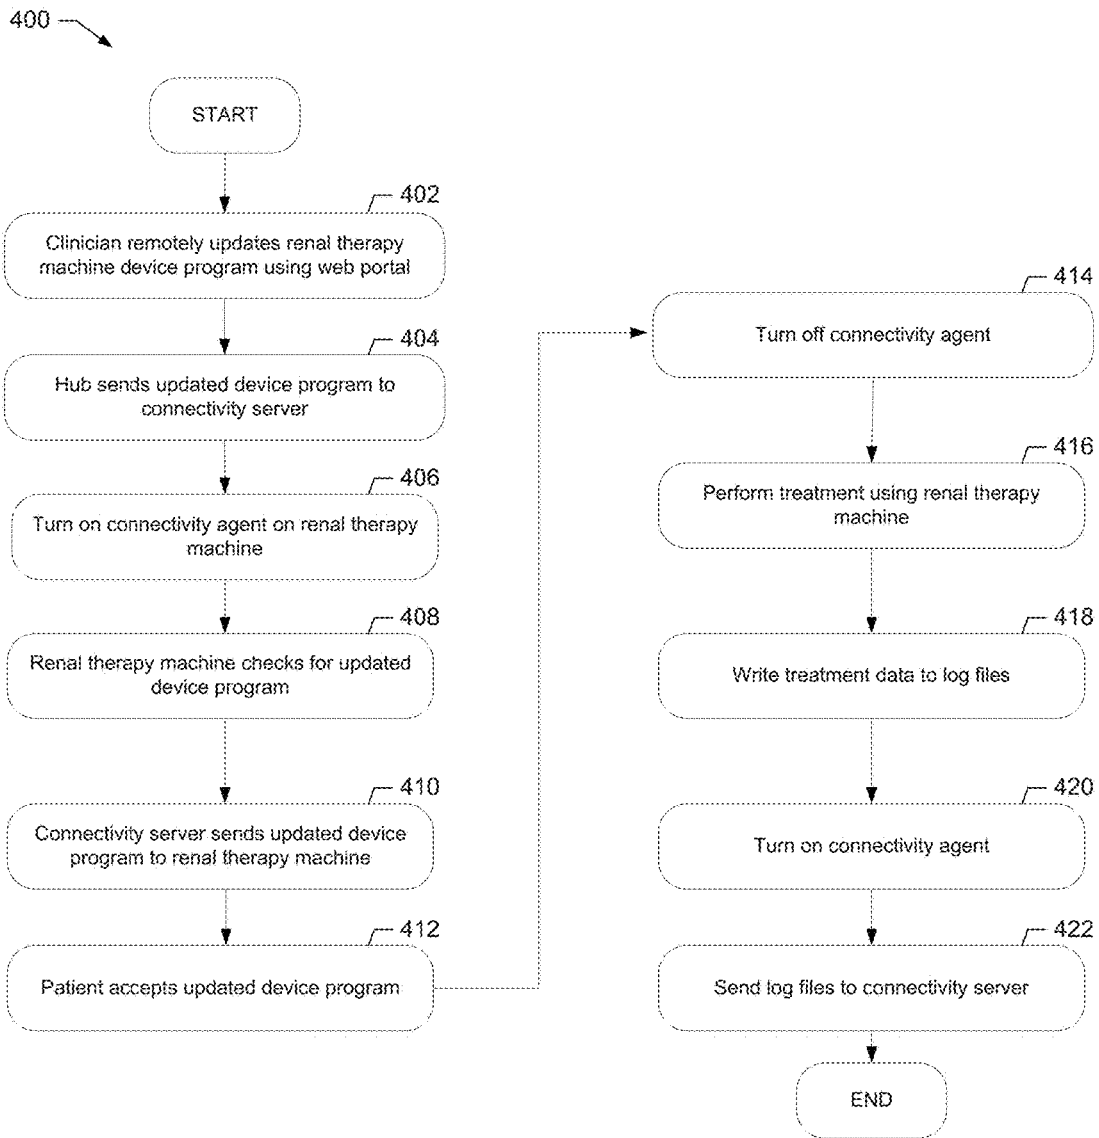 400
START
402
Clinician remotely updates renal therapy
machine device program using web portal
404
Hub sends updated device program to
connectivity server
406
Turn on connectivity agent on renal therapy
machine
408
Renal therapy machine checks for updated
device program
410
Connectivity server sends updated device
program to renal therapy machine
412
Patient accepts updated device program
414
Turn off connectivity agent
416
Perform treatment using renal therapy
machine
418
Write treatment data to log files
420
Turn on connectivity agent
422
Send log files to connectivity server
END